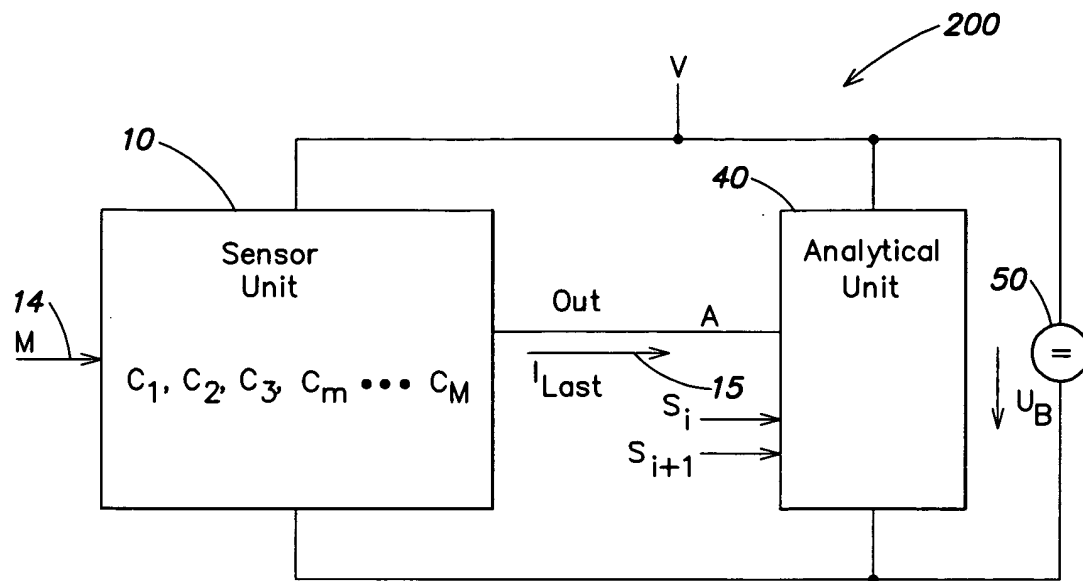 200
V
10
40
Sensor
Unit
Analytical
Unit
50
14
M
Out
A
=
C1, C2, C3, Cm ••• CM
ILast
15
UB
Si
Si+1